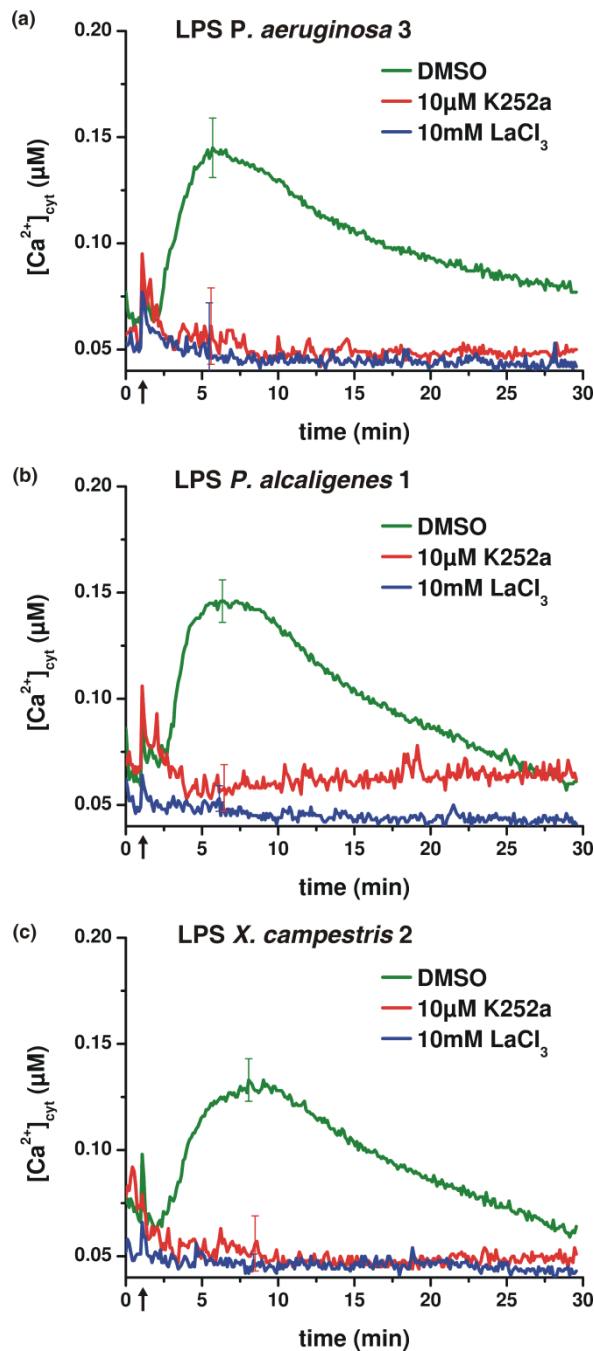 (a)
LPS P. aeruginosa 3
0.20
DMSO
10µM K252a
10mM LaCl3
0.15
0.10
0.05
[Ca2+]cyt (µM)
0 5 10 15 20 25 30
time (min)
(b)
LPS P. alcaligenes 1
0.20
DMSO
10µM K252a
10mM LaCl3
0.15
0.10
0.05
[Ca2+]cyt (µM)
0 5 10 15 20 25 30
time (min)
(c)
LPS X. campestris 2
0.20
DMSO
10µM K252a
10mM LaCl3
0.15
0.10
0.05
[Ca2+]cyt (µM)
0 5 10 15 20 25 30
time (min)